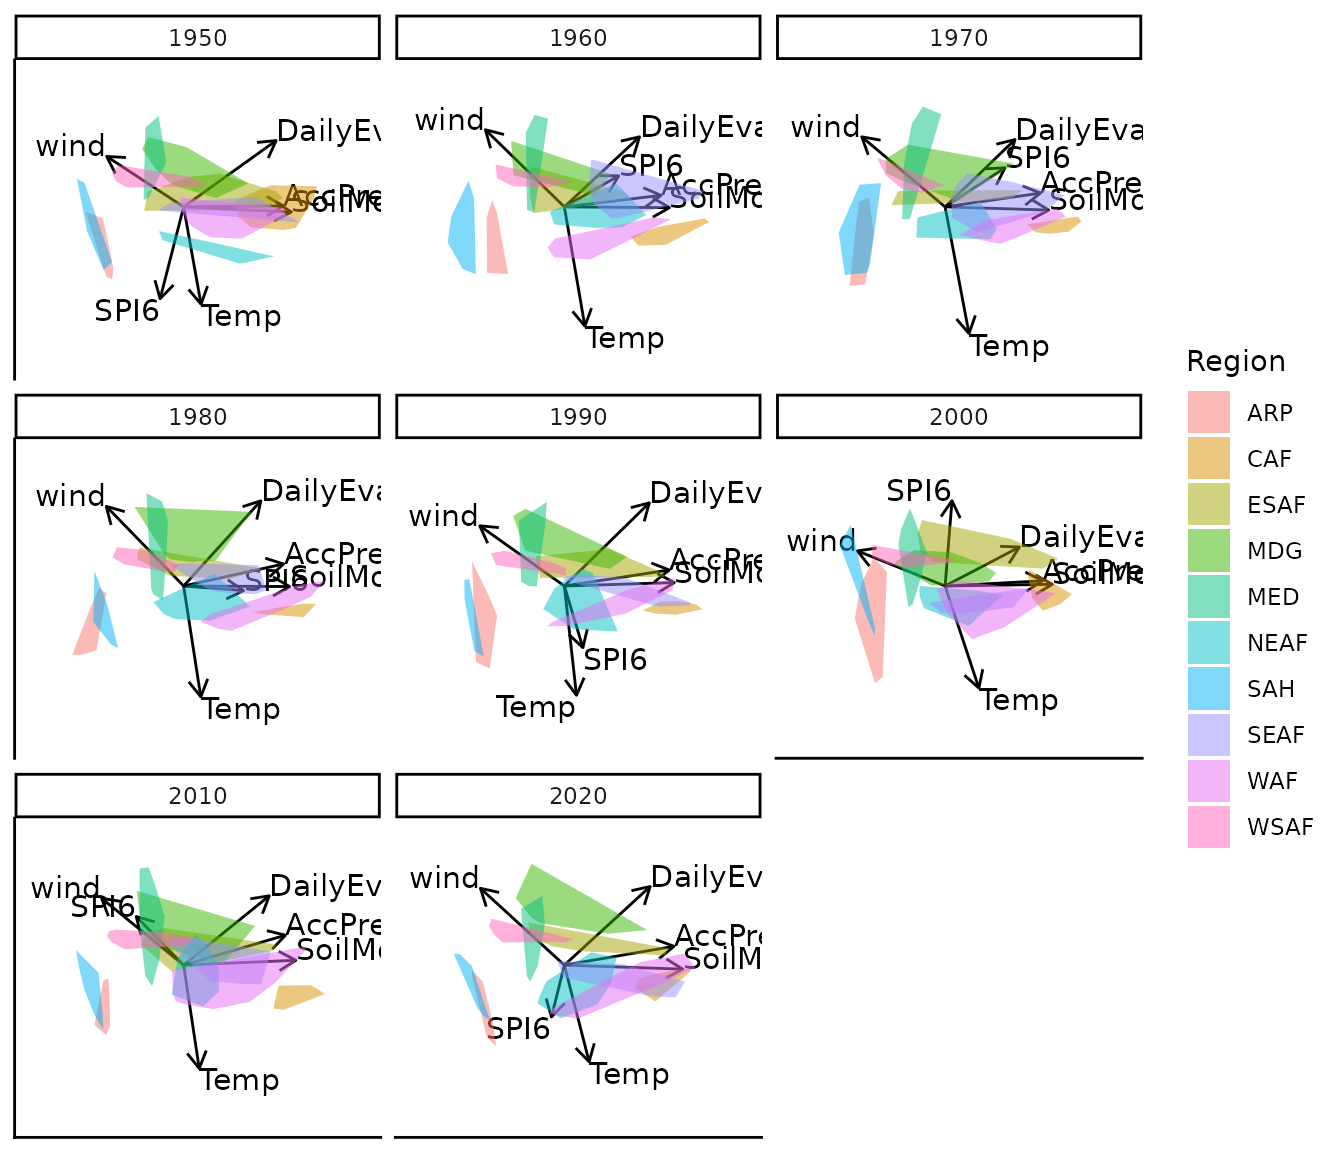 1950
1960
1970
wind
DailyEv
AccPre
SoilMo
SPI6
Temp
wind
DailyEva
SPI6
AccPre
SoilMo
Temp
wind
DailyEva
SPI6
AccPre
SoilMo
Temp
1980
1990
2000
wind
DailyEva
AccPre
SPI6
SoilMo
Temp
wind
DailyEv
AccPre
SoilMo
SPI6
Temp
SPI6
wind
DailyEva
AccPre
SoilMo
Temp
2010
2020
wind
SPI6
DailyEv
AccPre
SoilMo
Temp
wind
DailyEv
AccPre
SoilM
SPI6
Temp
Region
ARP
CAF
ESAF
MDG
MED
NEAF
SAH
SEAF
WAF
WSAF